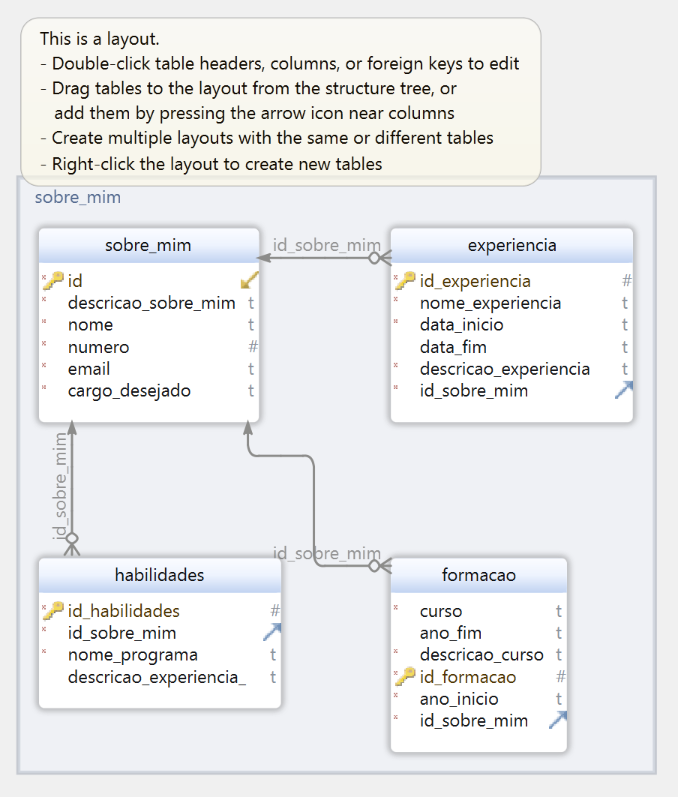 This is a layout.
- Double-click table headers, columns, or foreign keys to edit
- Drag tables to the layout from the structure tree, or
add them by pressing the arrow icon near columns
- Create multiple layouts with the same or different tables
- Right-click the layout to create new tables
sobre_mim
sobre_mim
* id
* descricao_sobre_mim t
* nome t
* numero #
* email t
* cargo_desejado t
id_sobre_mim
experiencia
* id_experiencia #
* nome_experiencia t
* data_inicio t
data_fim t
* descricao_experiencia t
* id_sobre_mim
id_sobre_mim
id_sobre_mim
habilidades
* id_habilidades #
* id_sobre_mim
* nome_programa t
descricao_experiencia_ t
formacao
* curso t
ano_fim t
* descricao_curso t
* id_formacao #
* ano_inicio t
* id_sobre_mim